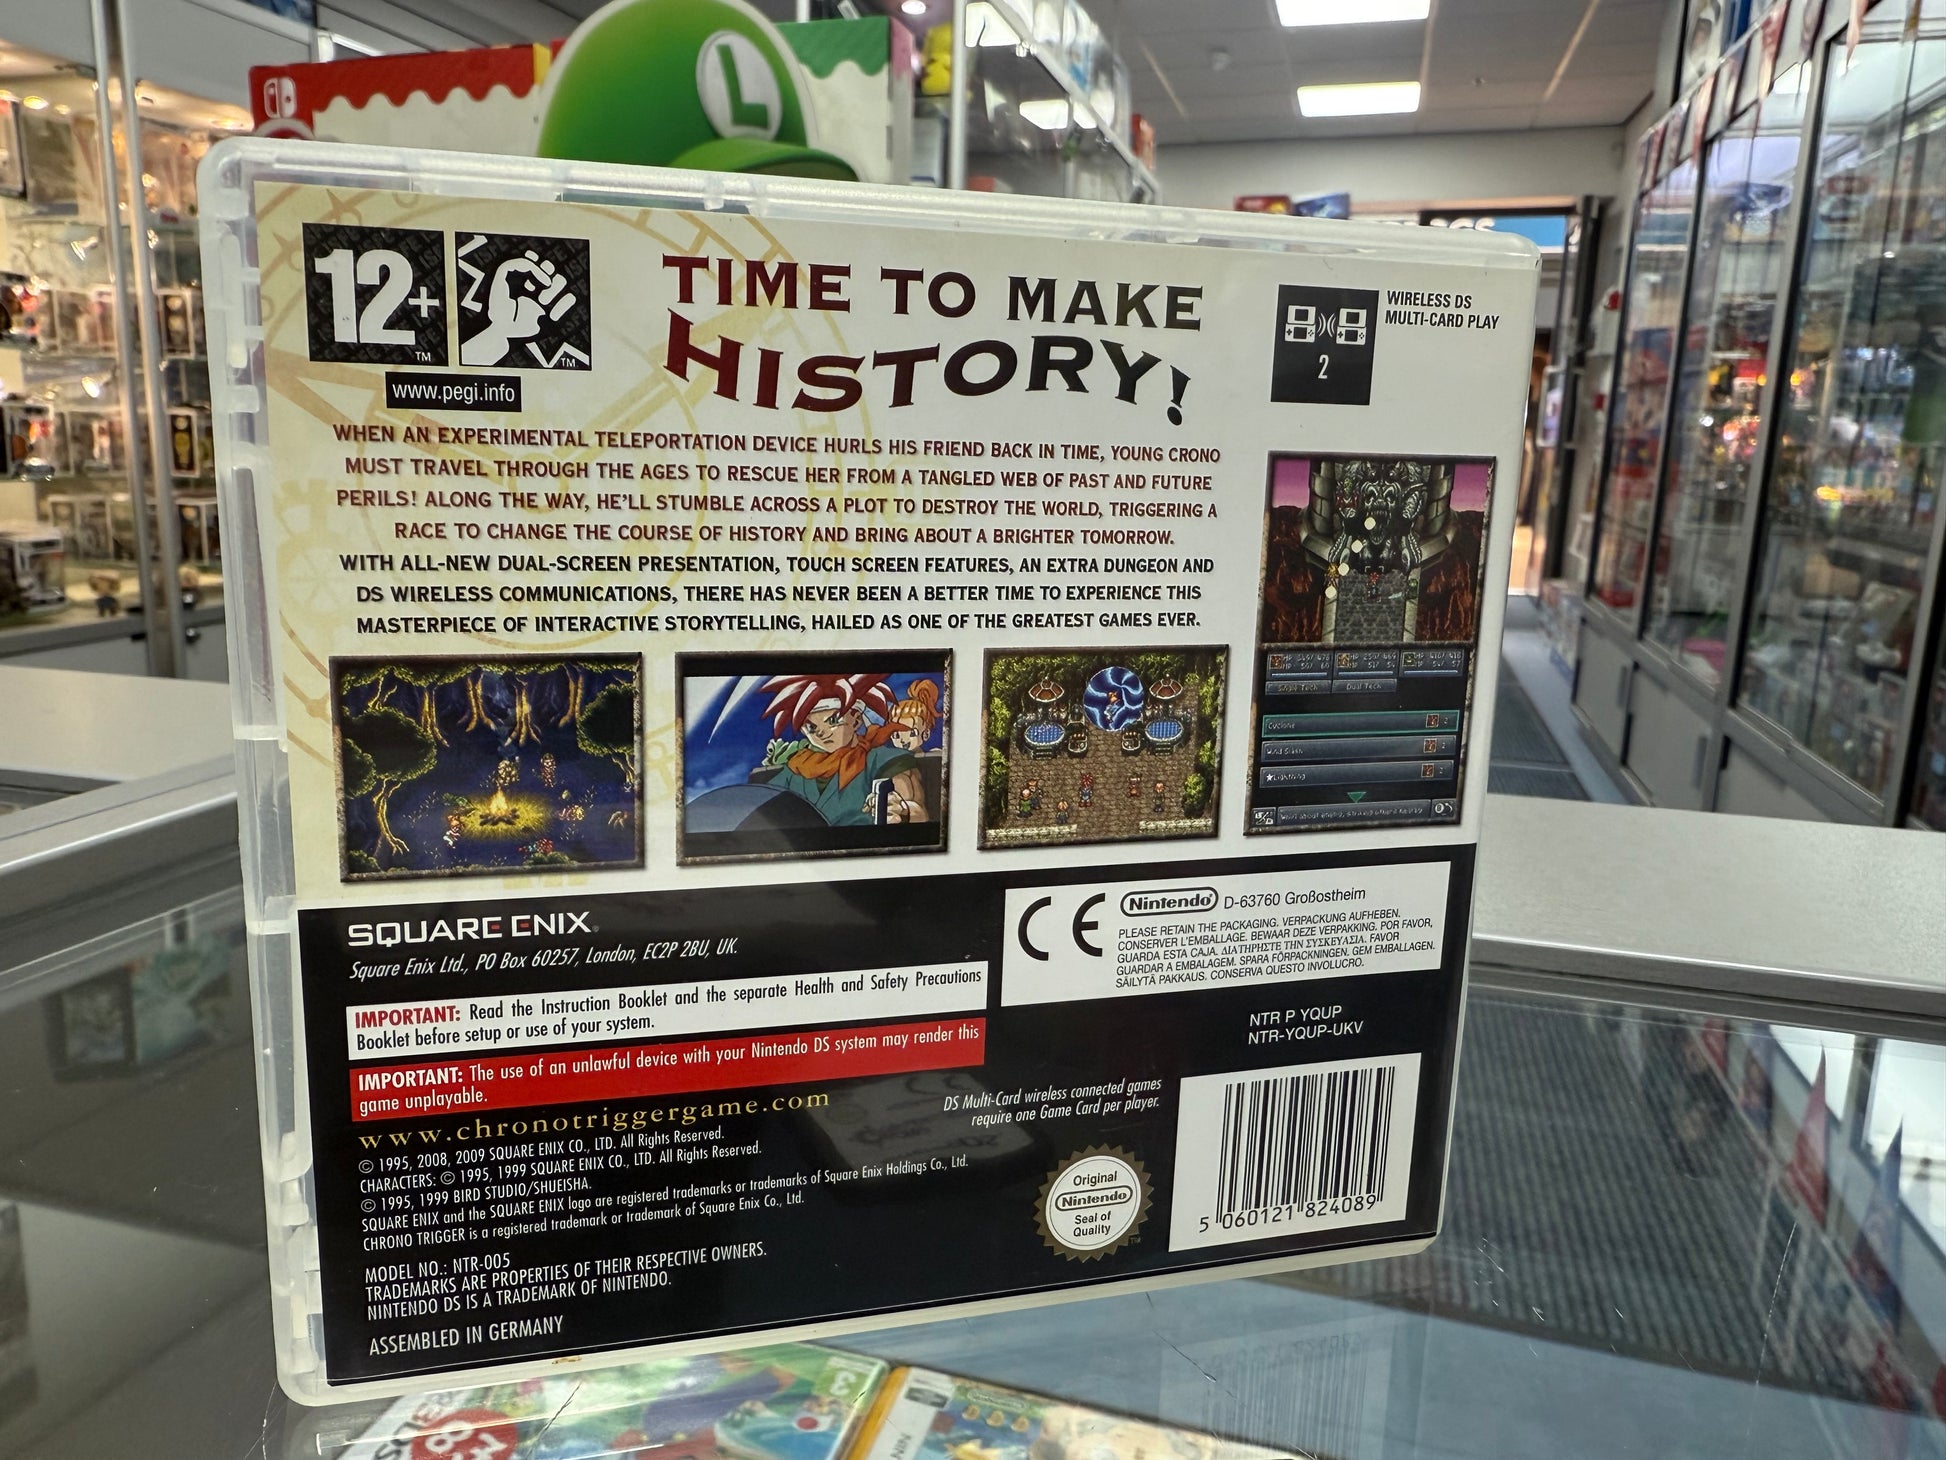 L
12+
TM
TM
www.pegi.info
TIME TO MAKE
HISTORY!
2
WIRELESS DS
MULTI-CARD PLAY
WHEN AN EXPERIMENTAL TELEPORTATION DEVICE HURLS HIS FRIEND BACK IN TIME, YOUNG CRONO
MUST TRAVEL THROUGH THE AGES TO RESCUE HER FROM A TANGLED WEB OF PAST AND FUTURE
PERILS! ALONG THE WAY, HE'LL STUMBLE ACROSS A PLOT TO DESTROY THE WORLD, TRIGGERING A
RACE TO CHANGE THE COURSE OF HISTORY AND BRING ABOUT A BRIGHTER TOMORROW.
WITH ALL-NEW DUAL-SCREEN PRESENTATION, TOUCH SCREEN FEATURES, AN EXTRA DUNGEON AND
DS WIRELESS COMMUNICATIONS, THERE HAS NEVER BEEN A BETTER TIME TO EXPERIENCE THIS
MASTERPIECE OF INTERACTIVE STORYTELLING, HAILED AS ONE OF THE GREATEST GAMES EVER.
Single Tech
Dual Tech
Cyclone
Wind Slash
★Lightning
SQUARE ENIX®
Square Enix Ltd., PO Box 60257, London, EC2P 2BU, UK.
IMPORTANT: Read the Instruction Booklet and the separate Health and Safety Precautions
Booklet before setup or use of your system.
IMPORTANT: The use of an unlawful device with your Nintendo DS system may render this
game unplayable.
www.chronotriggergame.com
© 1995, 2008, 2009 SQUARE ENIX CO., LTD. All Rights Reserved.
CHARACTERS: © 1995, 1999 SQUARE ENIX CO., LTD. All Rights Reserved.
© 1995, 1999 BIRD STUDIO/SHUEISHA.
SQUARE ENIX and the SQUARE ENIX logo are registered trademarks or trademarks of Square Enix Holdings Co., Ltd.
CHRONO TRIGGER is a registered trademark or trademark of Square Enix Co., Ltd.
MODEL NO.: NTR-005
TRADEMARKS ARE PROPERTIES OF THEIR RESPECTIVE OWNERS.
NINTENDO DS IS A TRADEMARK OF NINTENDO.
ASSEMBLED IN GERMANY
CE
Nintendo® D-63760 Großostheim
PLEASE RETAIN THE PACKAGING. VERPACKUNG AUFHEBEN.
CONSERVER L'EMBALLAGE. BEWAAR DEZE VERPAKKING. POR FAVOR,
GUARDA ESTA CAJA. ΔΙΑΤΗΡΗΣΤΕ ΤΗΝ ΣΥΣΚΕΥΑΣΙΑ. FAVOR
GUARDAR A EMBALAGEM. SPARA FÖRPACKNINGEN. GEM EMBALLAGEN.
SÄILYTÄ PAKKAUS. CONSERVA QUESTO INVOLUCRO.
NTR P YQUP
NTR-YQUP-UKV
DS Multi-Card wireless connected games
require one Game Card per player.
Original
Nintendo
Seal of
Quality
TM
5 060121 824089